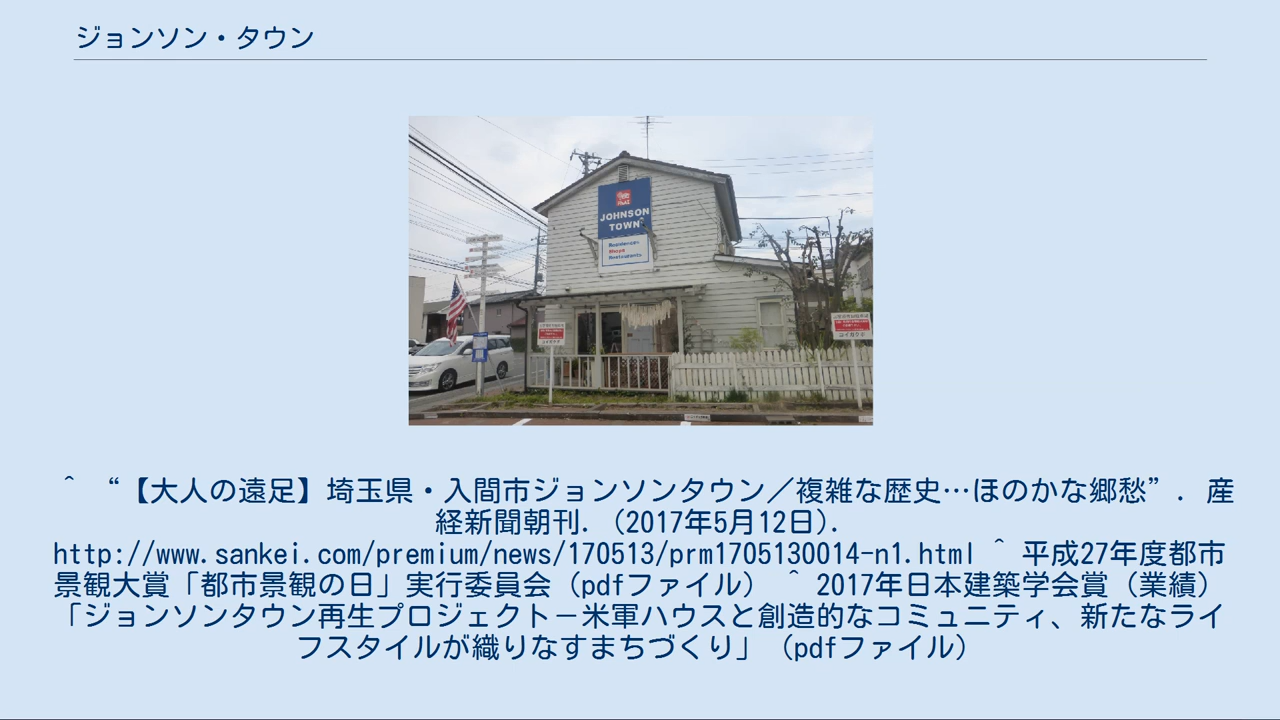 ジョンソン・タウン
JOHNSON
TOWN
Residences
Shops
Restaurants
^ “【大人の遠足】埼玉県・入間市ジョンソンタウン／複雑な歴史…ほのかな郷愁”. 産
経新聞朝刊. (2017年5月12日).
http://www.sankei.com/premium/news/170513/prm1705130014-n1.html ^ 平成27年度都市
景観大賞「都市景観の日」実行委員会（pdfファイル） ^ 2017年日本建築学会賞（業績）
「ジョンソンタウン再生プロジェクト－米軍ハウスと創造的なコミュニティ、新たなライ
フスタイルが織りなすまちづくり」（pdfファイル）